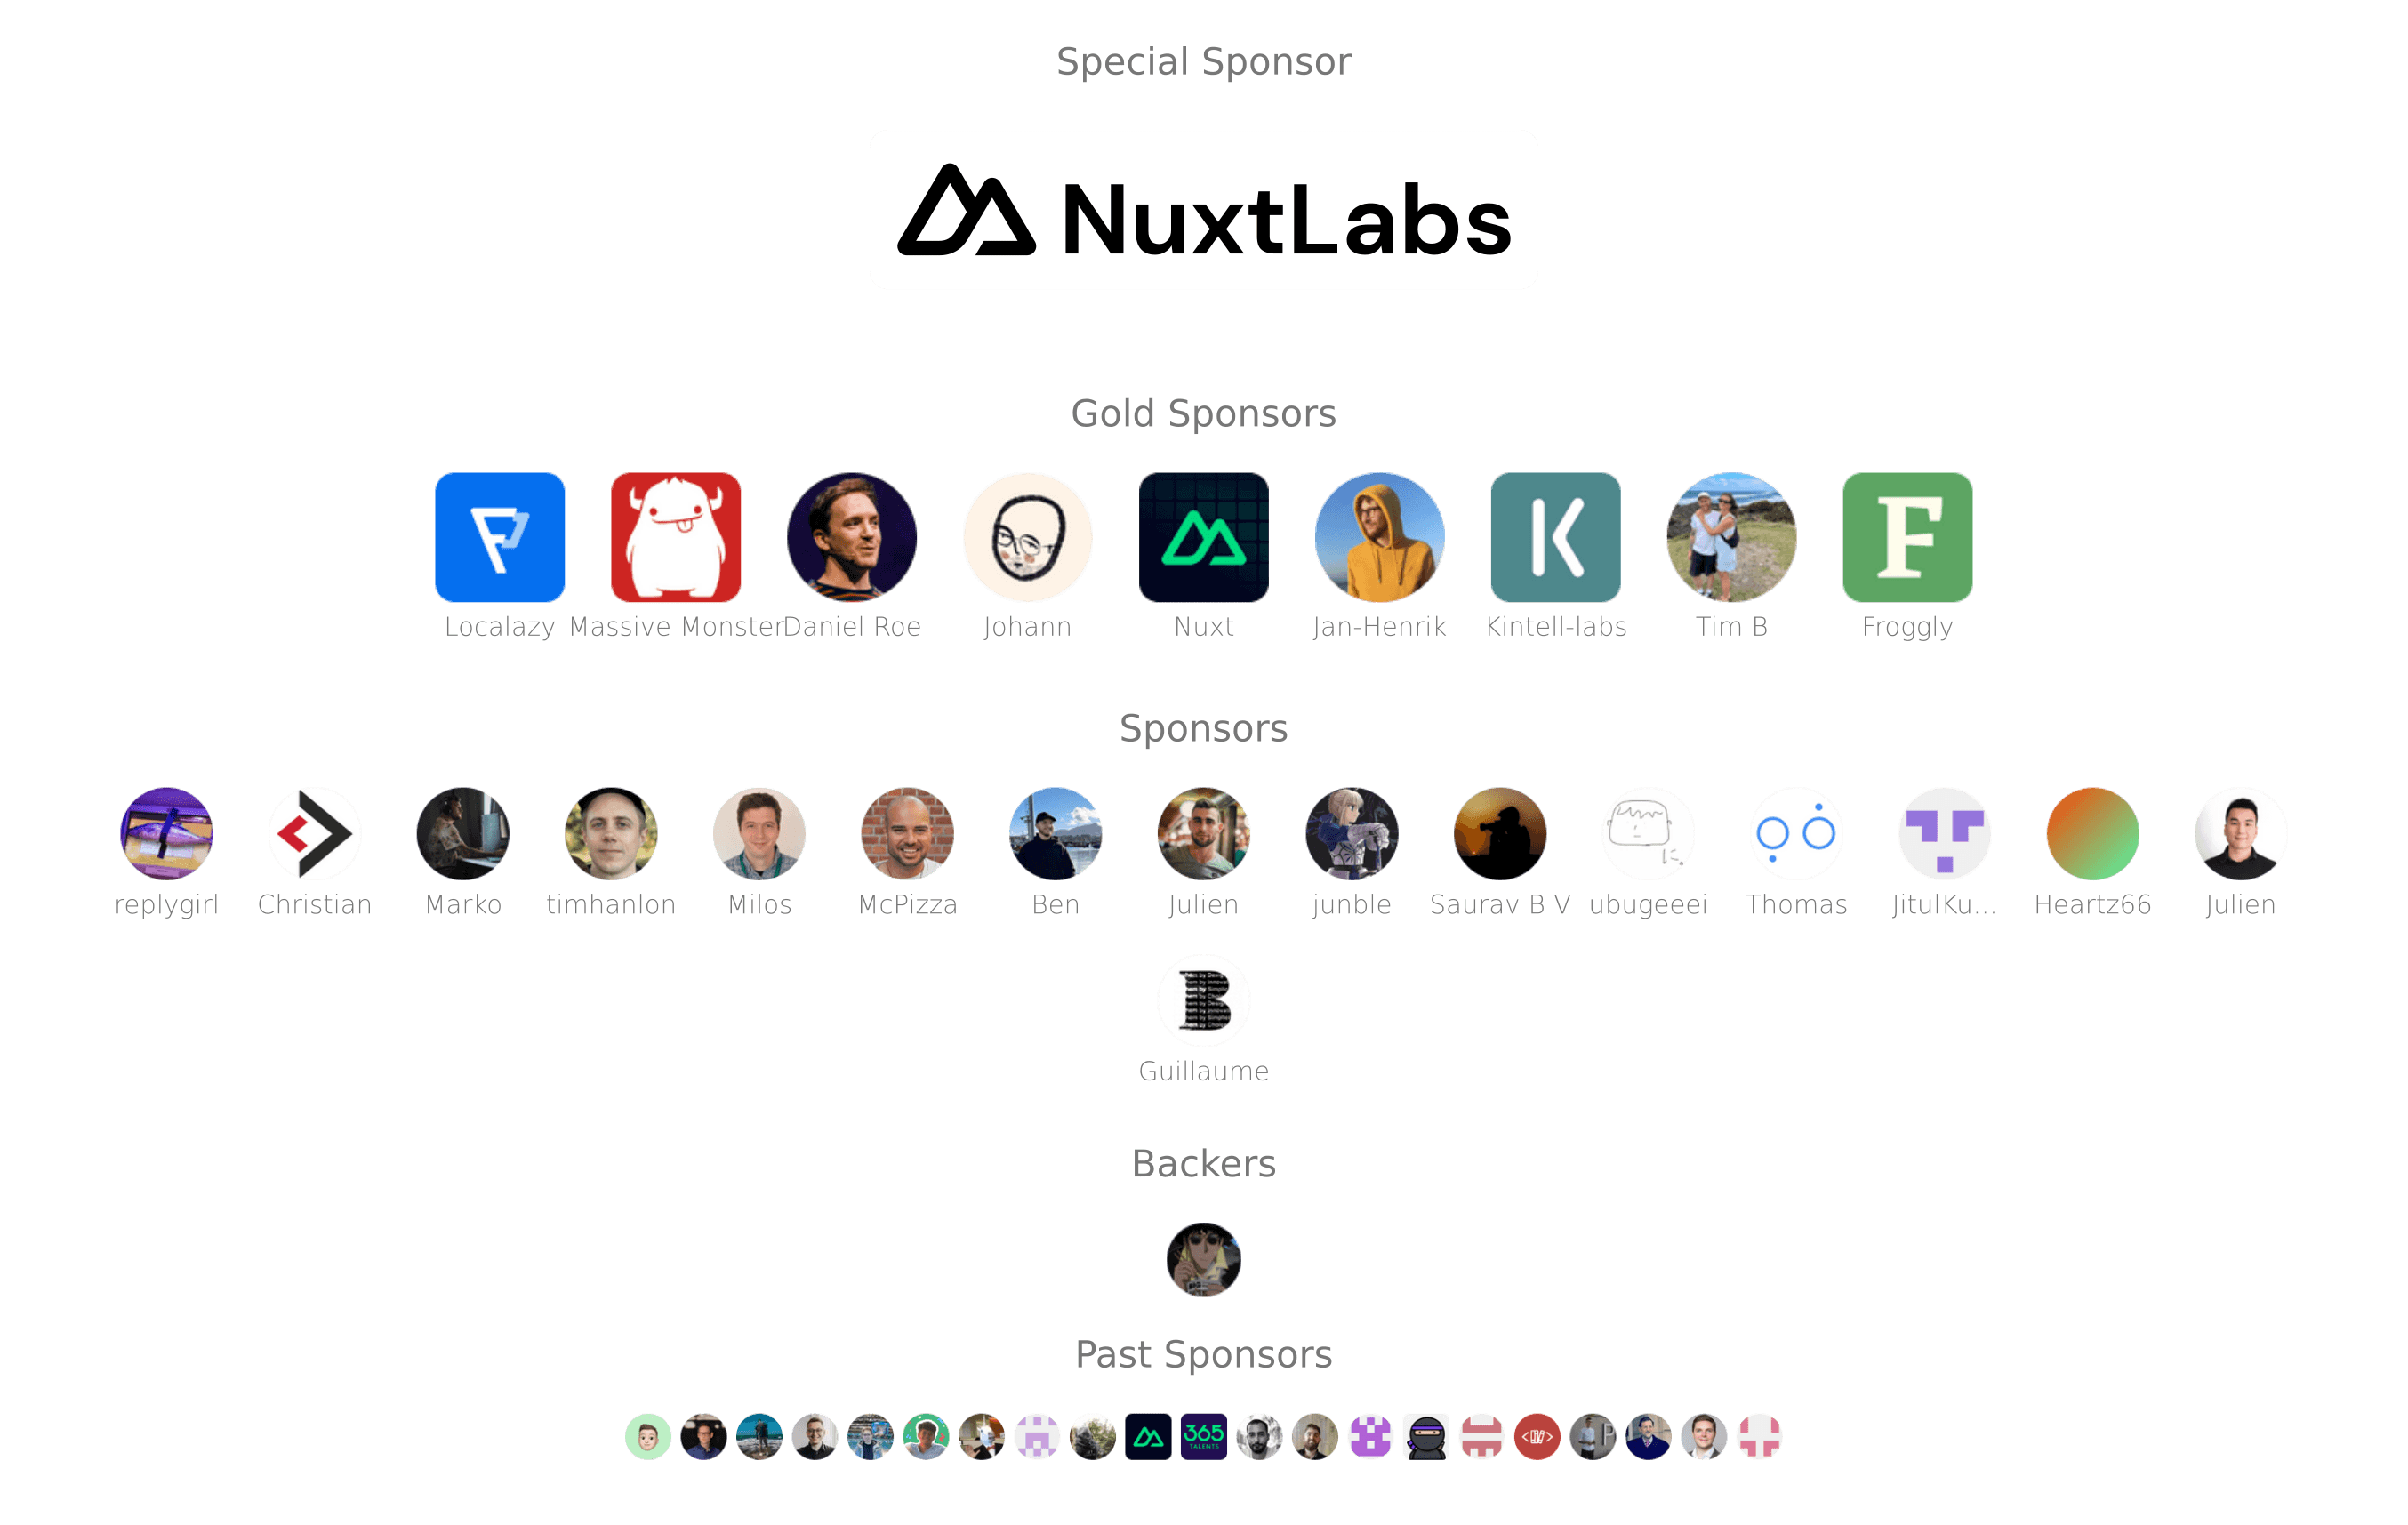 Special Sponsor
NuxtLabs
Gold Sponsors
Localazy Massive Monster Daniel Roe Johann Nuxt Jan-Henrik Kintell-labs Tim B Froggly
Sponsors
replygirl Christian Marko timhanlon Milos McPizza Ben Julien junble Saurav B V ubugeeei Thomas JitulKu... Heartz66 Julien
Guillaume
Backers
Past Sponsors
365
TALENTS